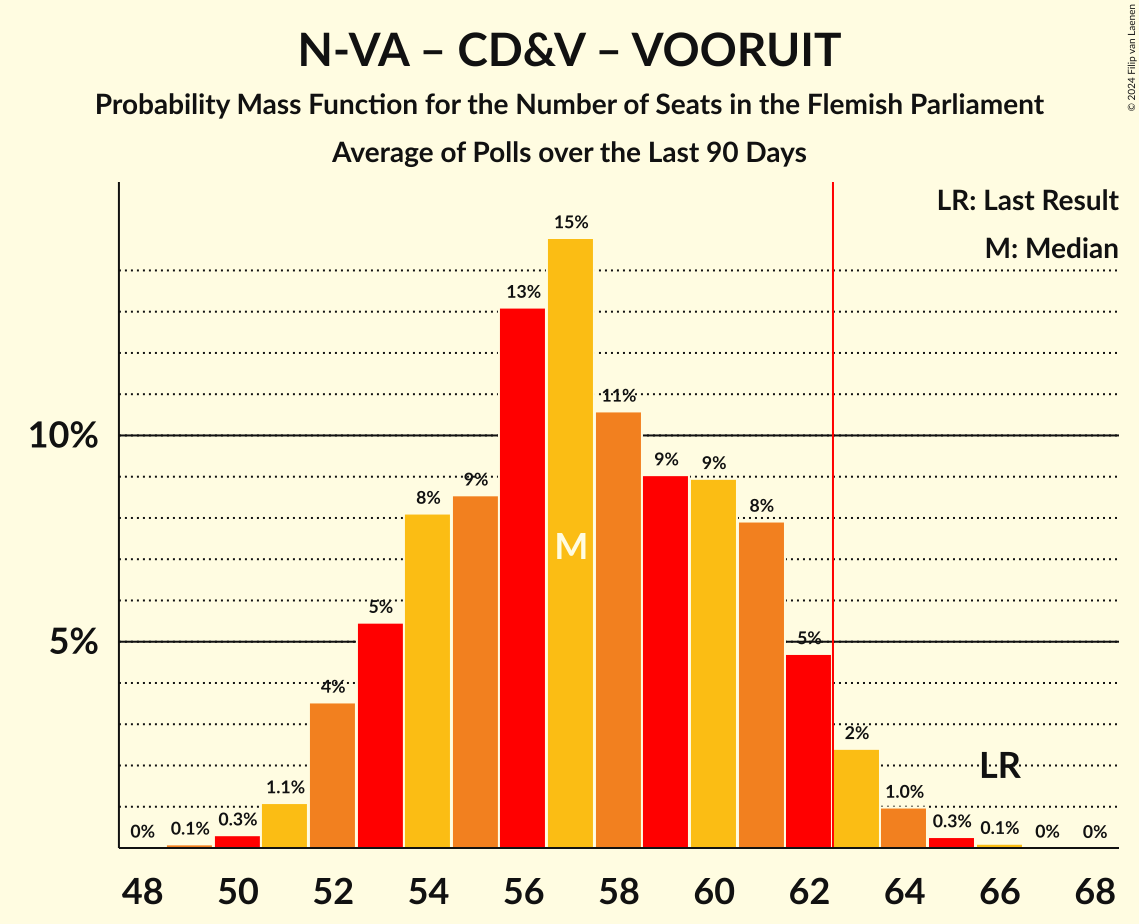 N-VA – CD&V – VOORUIT
Probability Mass Function for the Number of Seats in the Flemish Parliament
Average of Polls over the Last 90 Days
© 2024 Filip van Laenen
LR: Last Result
M: Median
10%
5%
0%
0.1%
0.3%
1.1%
4%
5%
8%
9%
13%
15%
11%
9%
9%
8%
5%
2%
1.0%
0.3%
0.1%
0%
0%
M
LR
48 50 52 54 56 58 60 62 64 66 68